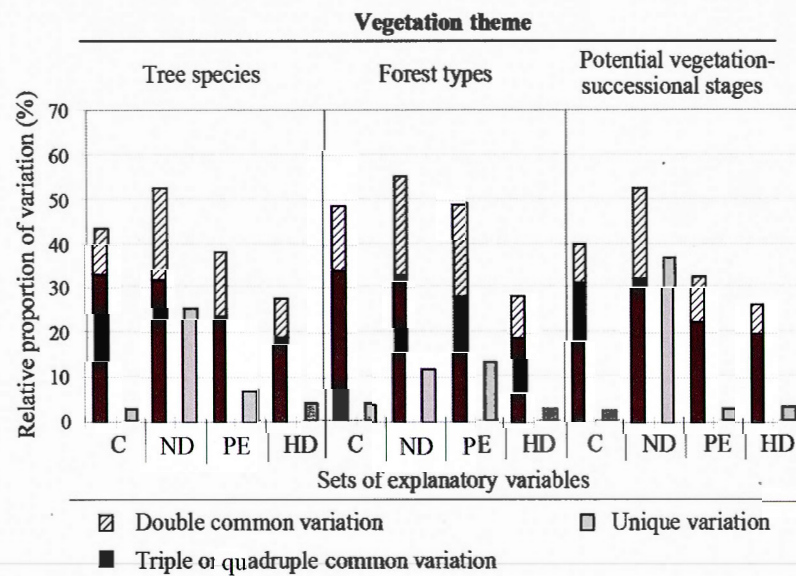 Vegetation theme
Tree species
Forest types
Potential vegetation-
successional stages
Relative proportion of variation (%)
70
60
50
40
30
20
10
0
C ND PE HD C ND PE HD C ND PE HD
Sets of explanatory variables
Double common variation
Unique variation
Triple or quadruple common variation